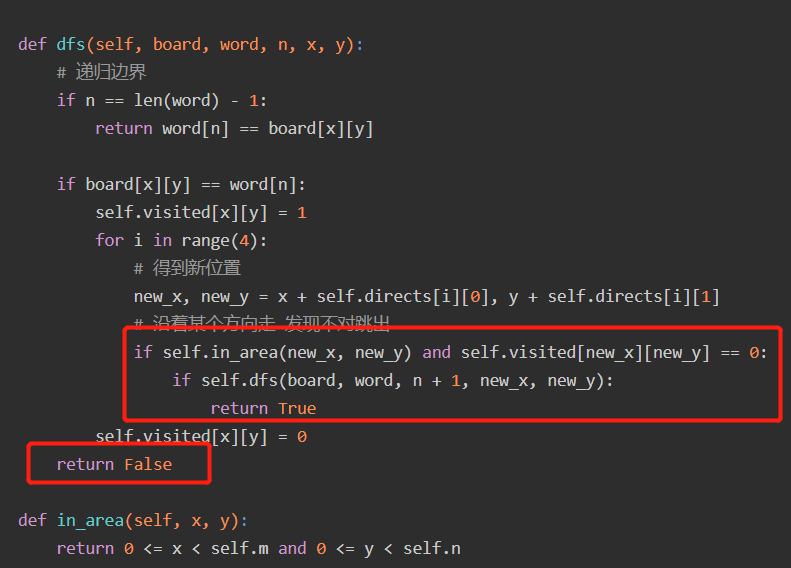 def dfs(self, board, word, n, x, y):
# 递归边界
if n == len(word) - 1:
return word[n] == board[x][y]
if board[x][y] == word[n]:
self.visited[x][y] = 1
for i in range(4):
# 得到新位置
new_x, new_y = x + self.directs[i][0], y + self.directs[i][1]
# 沿着某个方向走 发现不对跳出
if self.in_area(new_x, new_y) and self.visited[new_x][new_y] == 0:
if self.dfs(board, word, n + 1, new_x, new_y):
return True
self.visited[x][y] = 0
return False
def in_area(self, x, y):
return 0 <= x < self.m and 0 <= y < self.n